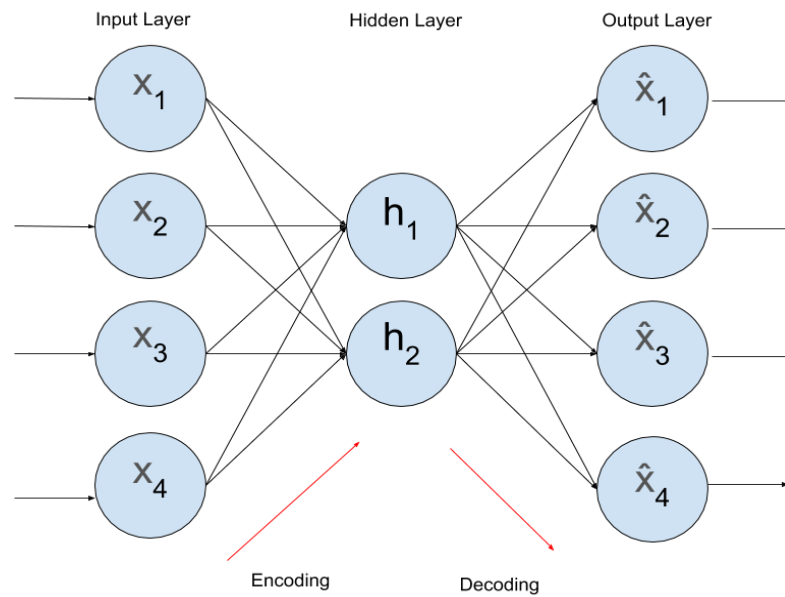 Input Layer
Hidden Layer
Output Layer
x₁
x̂₁
x₂
h₁
x̂₂
x₃
h₂
x̂₃
x₄
x̂₄
Encoding
Decoding